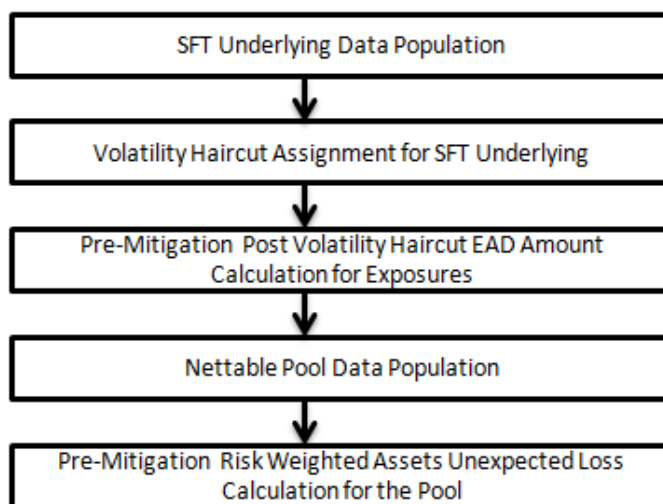 SFT Underlying Data Population
Volatility Haircut Assignment for SFT Underlying
Pre-Mitigation Post Volatility Haircut EAD Amount
Calculation for Exposures
Nettable Pool Data Population
Pre-Mitigation Risk Weighted Assets Unexpected Loss
Calculation for the Pool